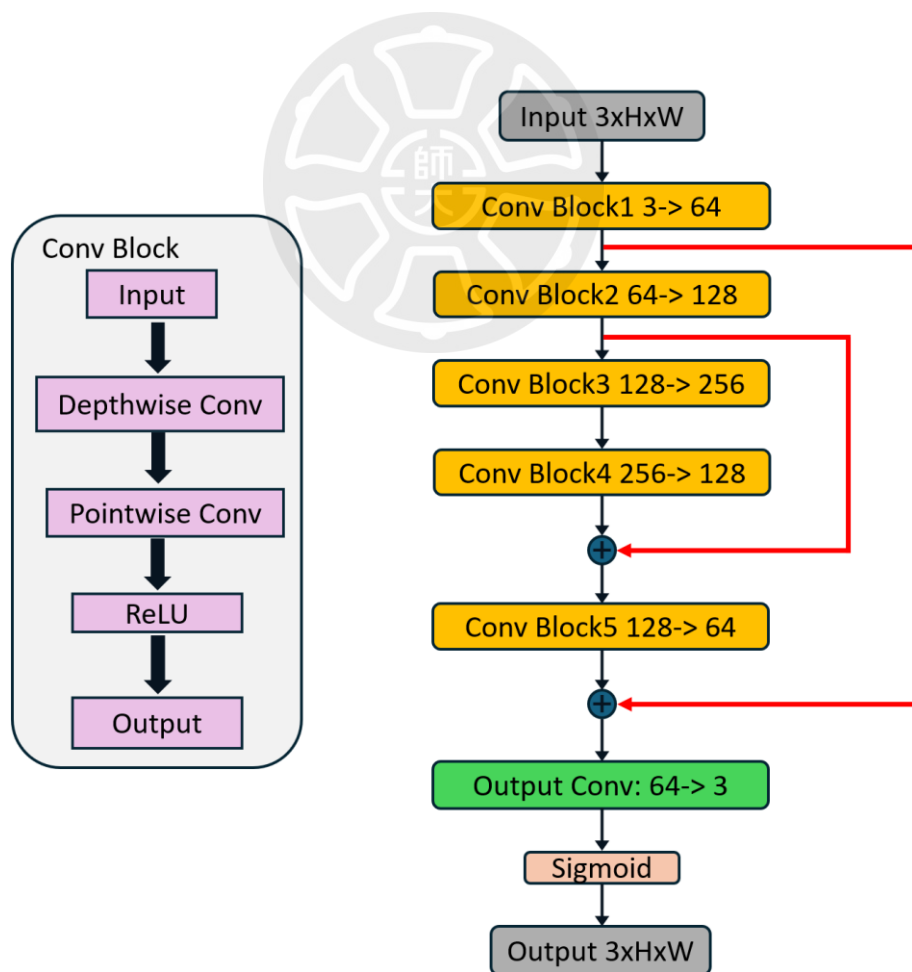 師大
Input 3xHxW
Conv Block1 3-> 64
Conv Block2 64-> 128
Conv Block3 128-> 256
Conv Block4 256-> 128
+
Conv Block5 128-> 64
+
Output Conv: 64-> 3
Sigmoid
Output 3xHxW
Conv Block
Input
Depthwise Conv
Pointwise Conv
ReLU
Output